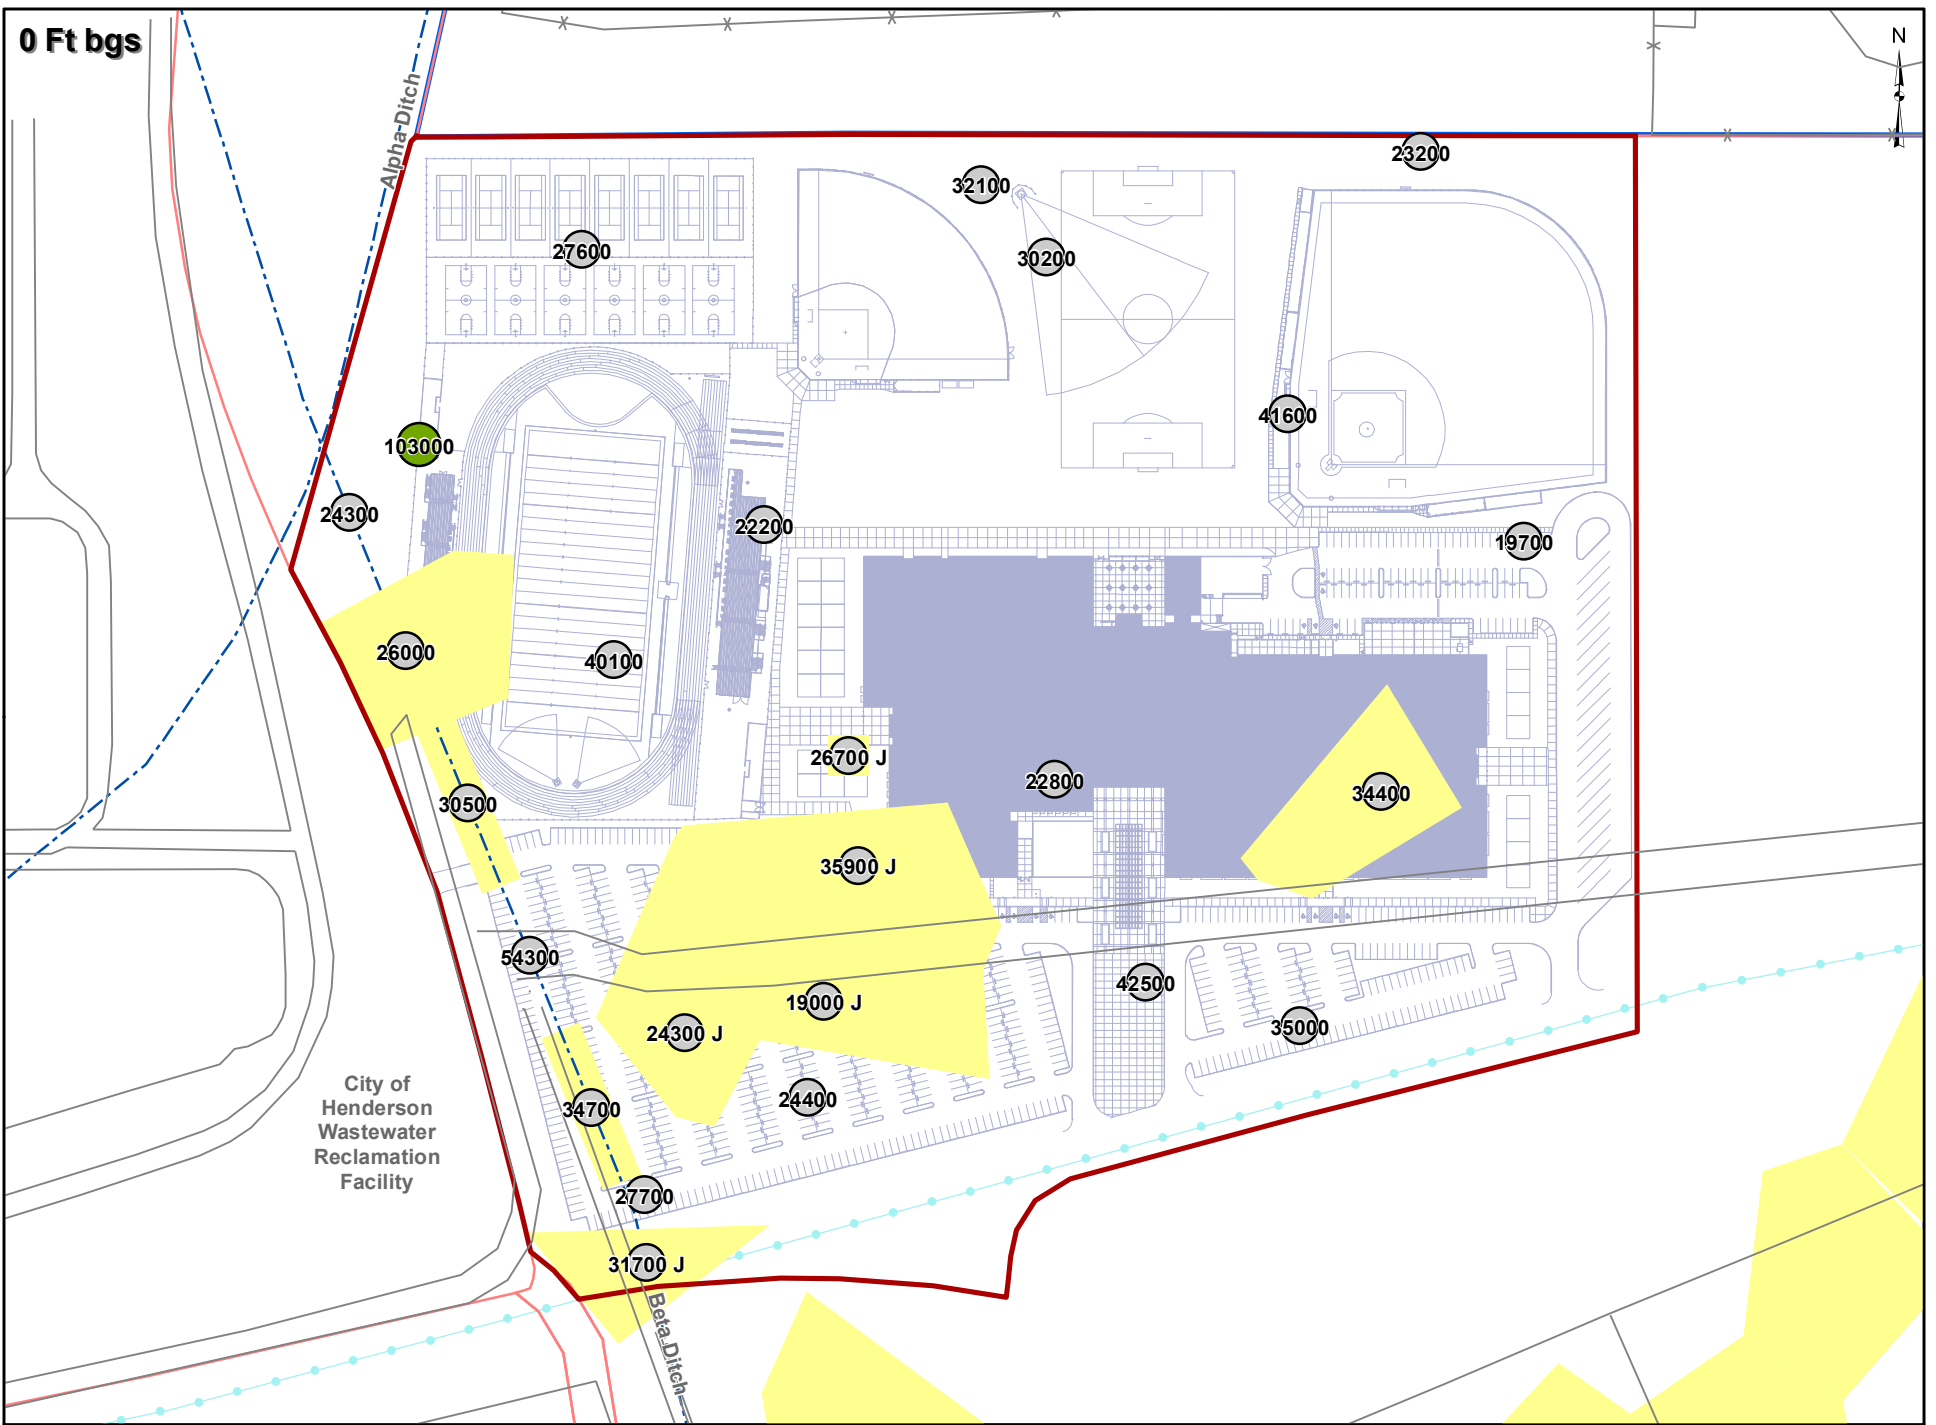 0 Ft bgs
N
Alpha Ditch
23200
32100
27600
30200
41600
103000
24300
22200
19700
26000
40100
26700 J
22800
34400
30500
35900 J
54300
42500
19000 J
24300 J
35000
24400
34700
City of
Henderson
Wastewater
Reclamation
Facility
27700
31700 J
Beta Ditch